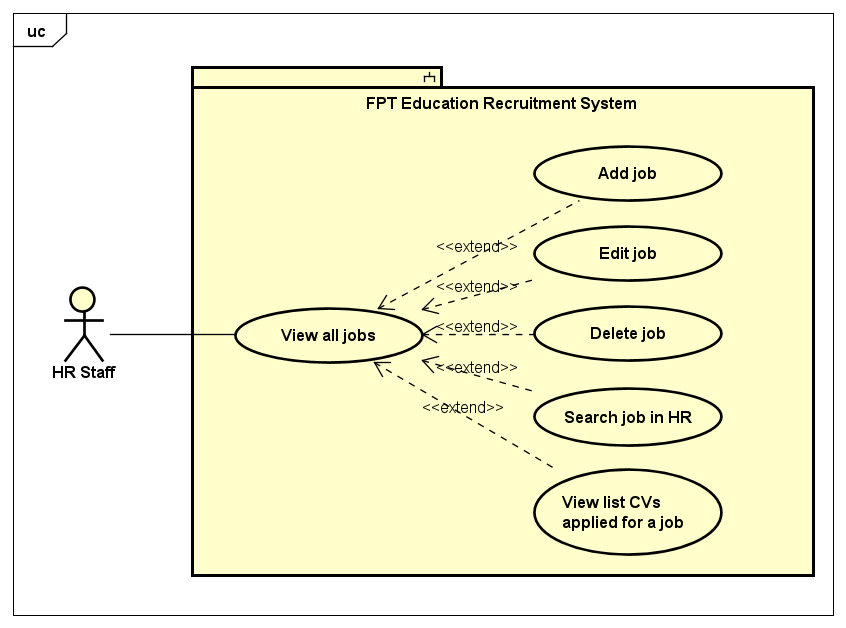 uc
FPT Education Recruitment System
Add job
<<extend>>
Edit job
<<extend>>
<<extend>>
Delete job
View all jobs
<<extend>>
HR Staff
<<extend>>
Search job in HR
View list CVs
applied for a job